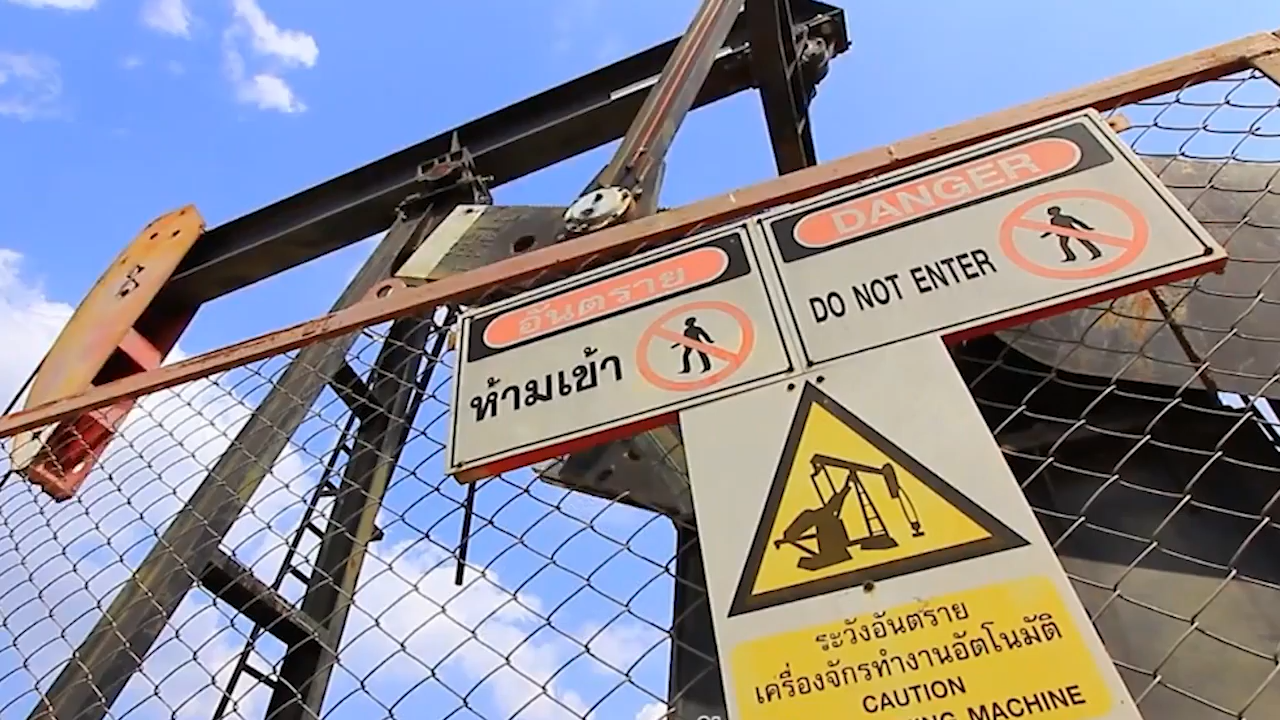 อันตราย
ห้ามเข้า
DANGER
DO NOT ENTER
ระวังอันตราย
เครื่องจักรทำงานอัตโนมัติ
CAUTION
MACHINE